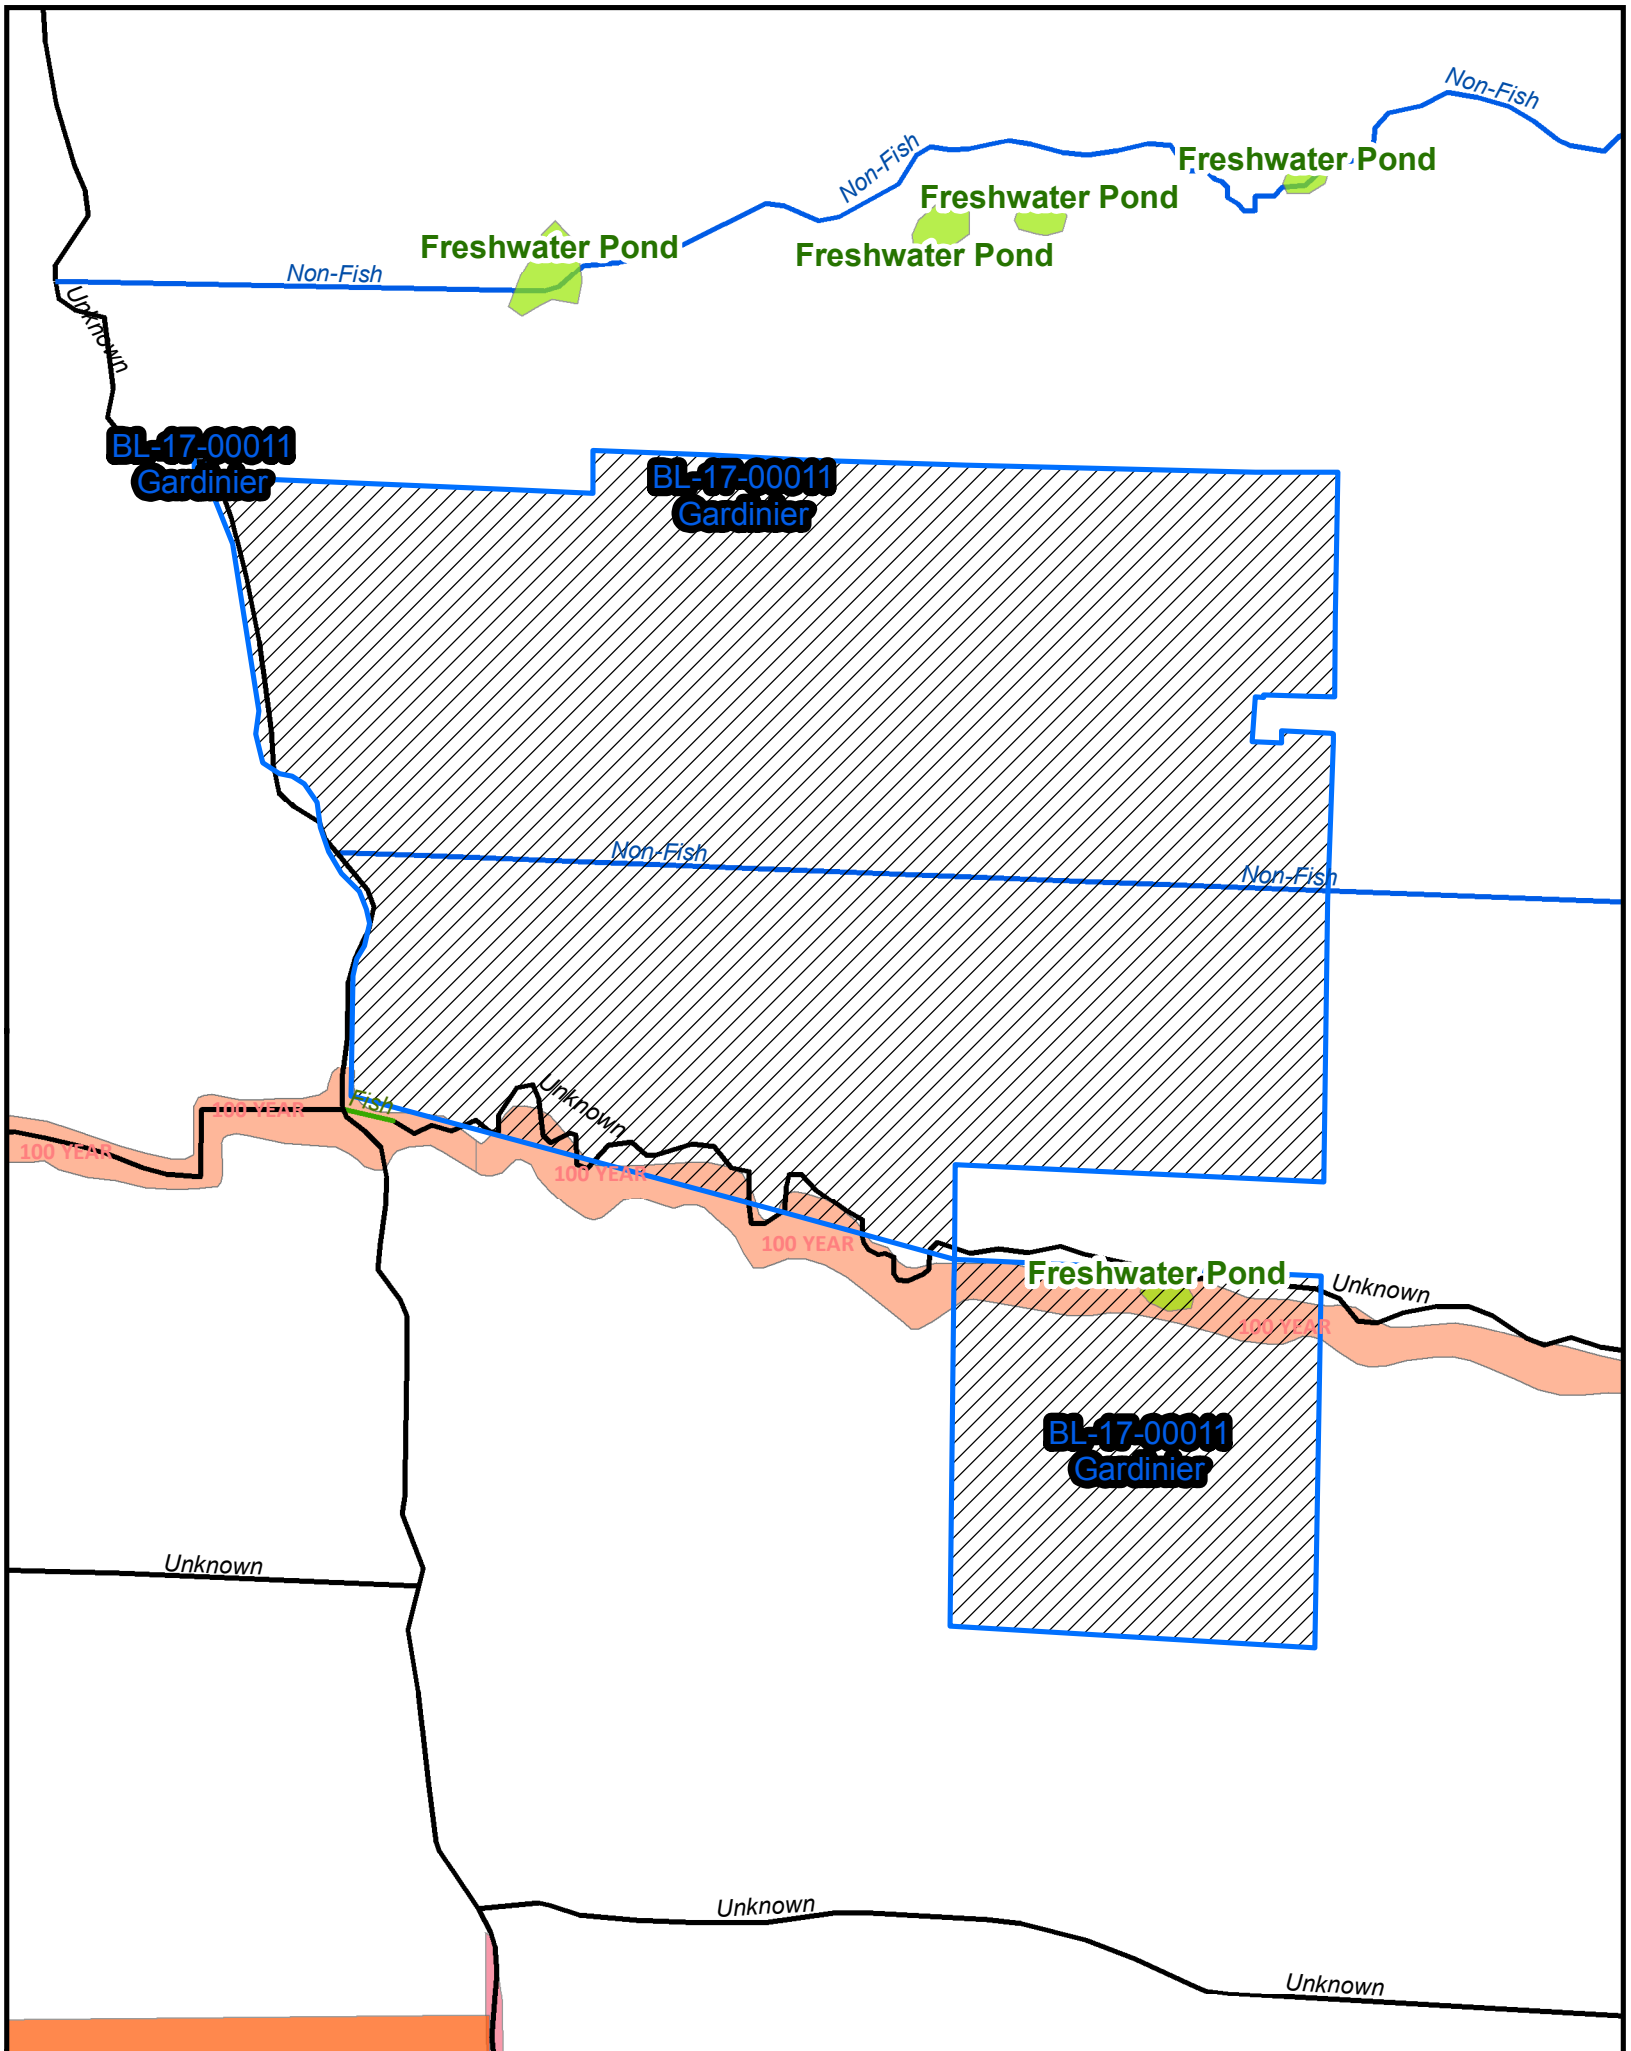 Non-Fish
Non-Fish
Freshwater Pond
Freshwater Pond
Freshwater Pond
Freshwater Pond
Non-Fish
Unknown
BL-17-00011
Gardinier
BL-17-00011
Gardinier
Non-Fish
Non-Fish
Fish
Unknown
100 YEAR
100 YEAR
100 YEAR
100 YEAR
Freshwater Pond
Unknown
100 YEAR
BL-17-00011
Gardinier
Unknown
Unknown
Unknown